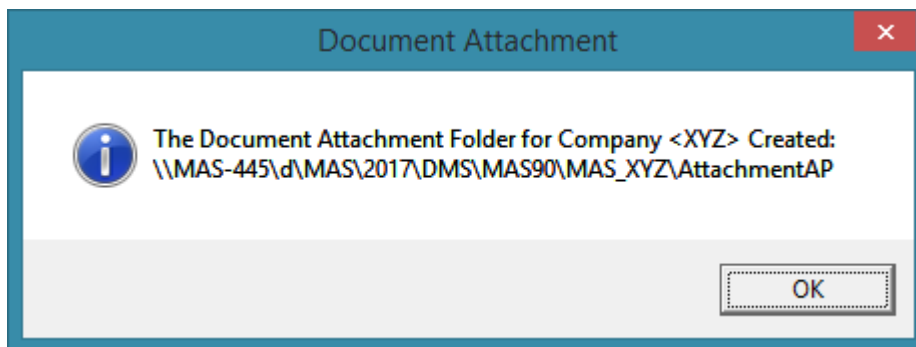 Document Attachment
The Document Attachment Folder for Company <XYZ> Created:
\\MAS-445\d\MAS\2017\DMS\MAS90\MAS_XYZ\AttachmentAP
OK